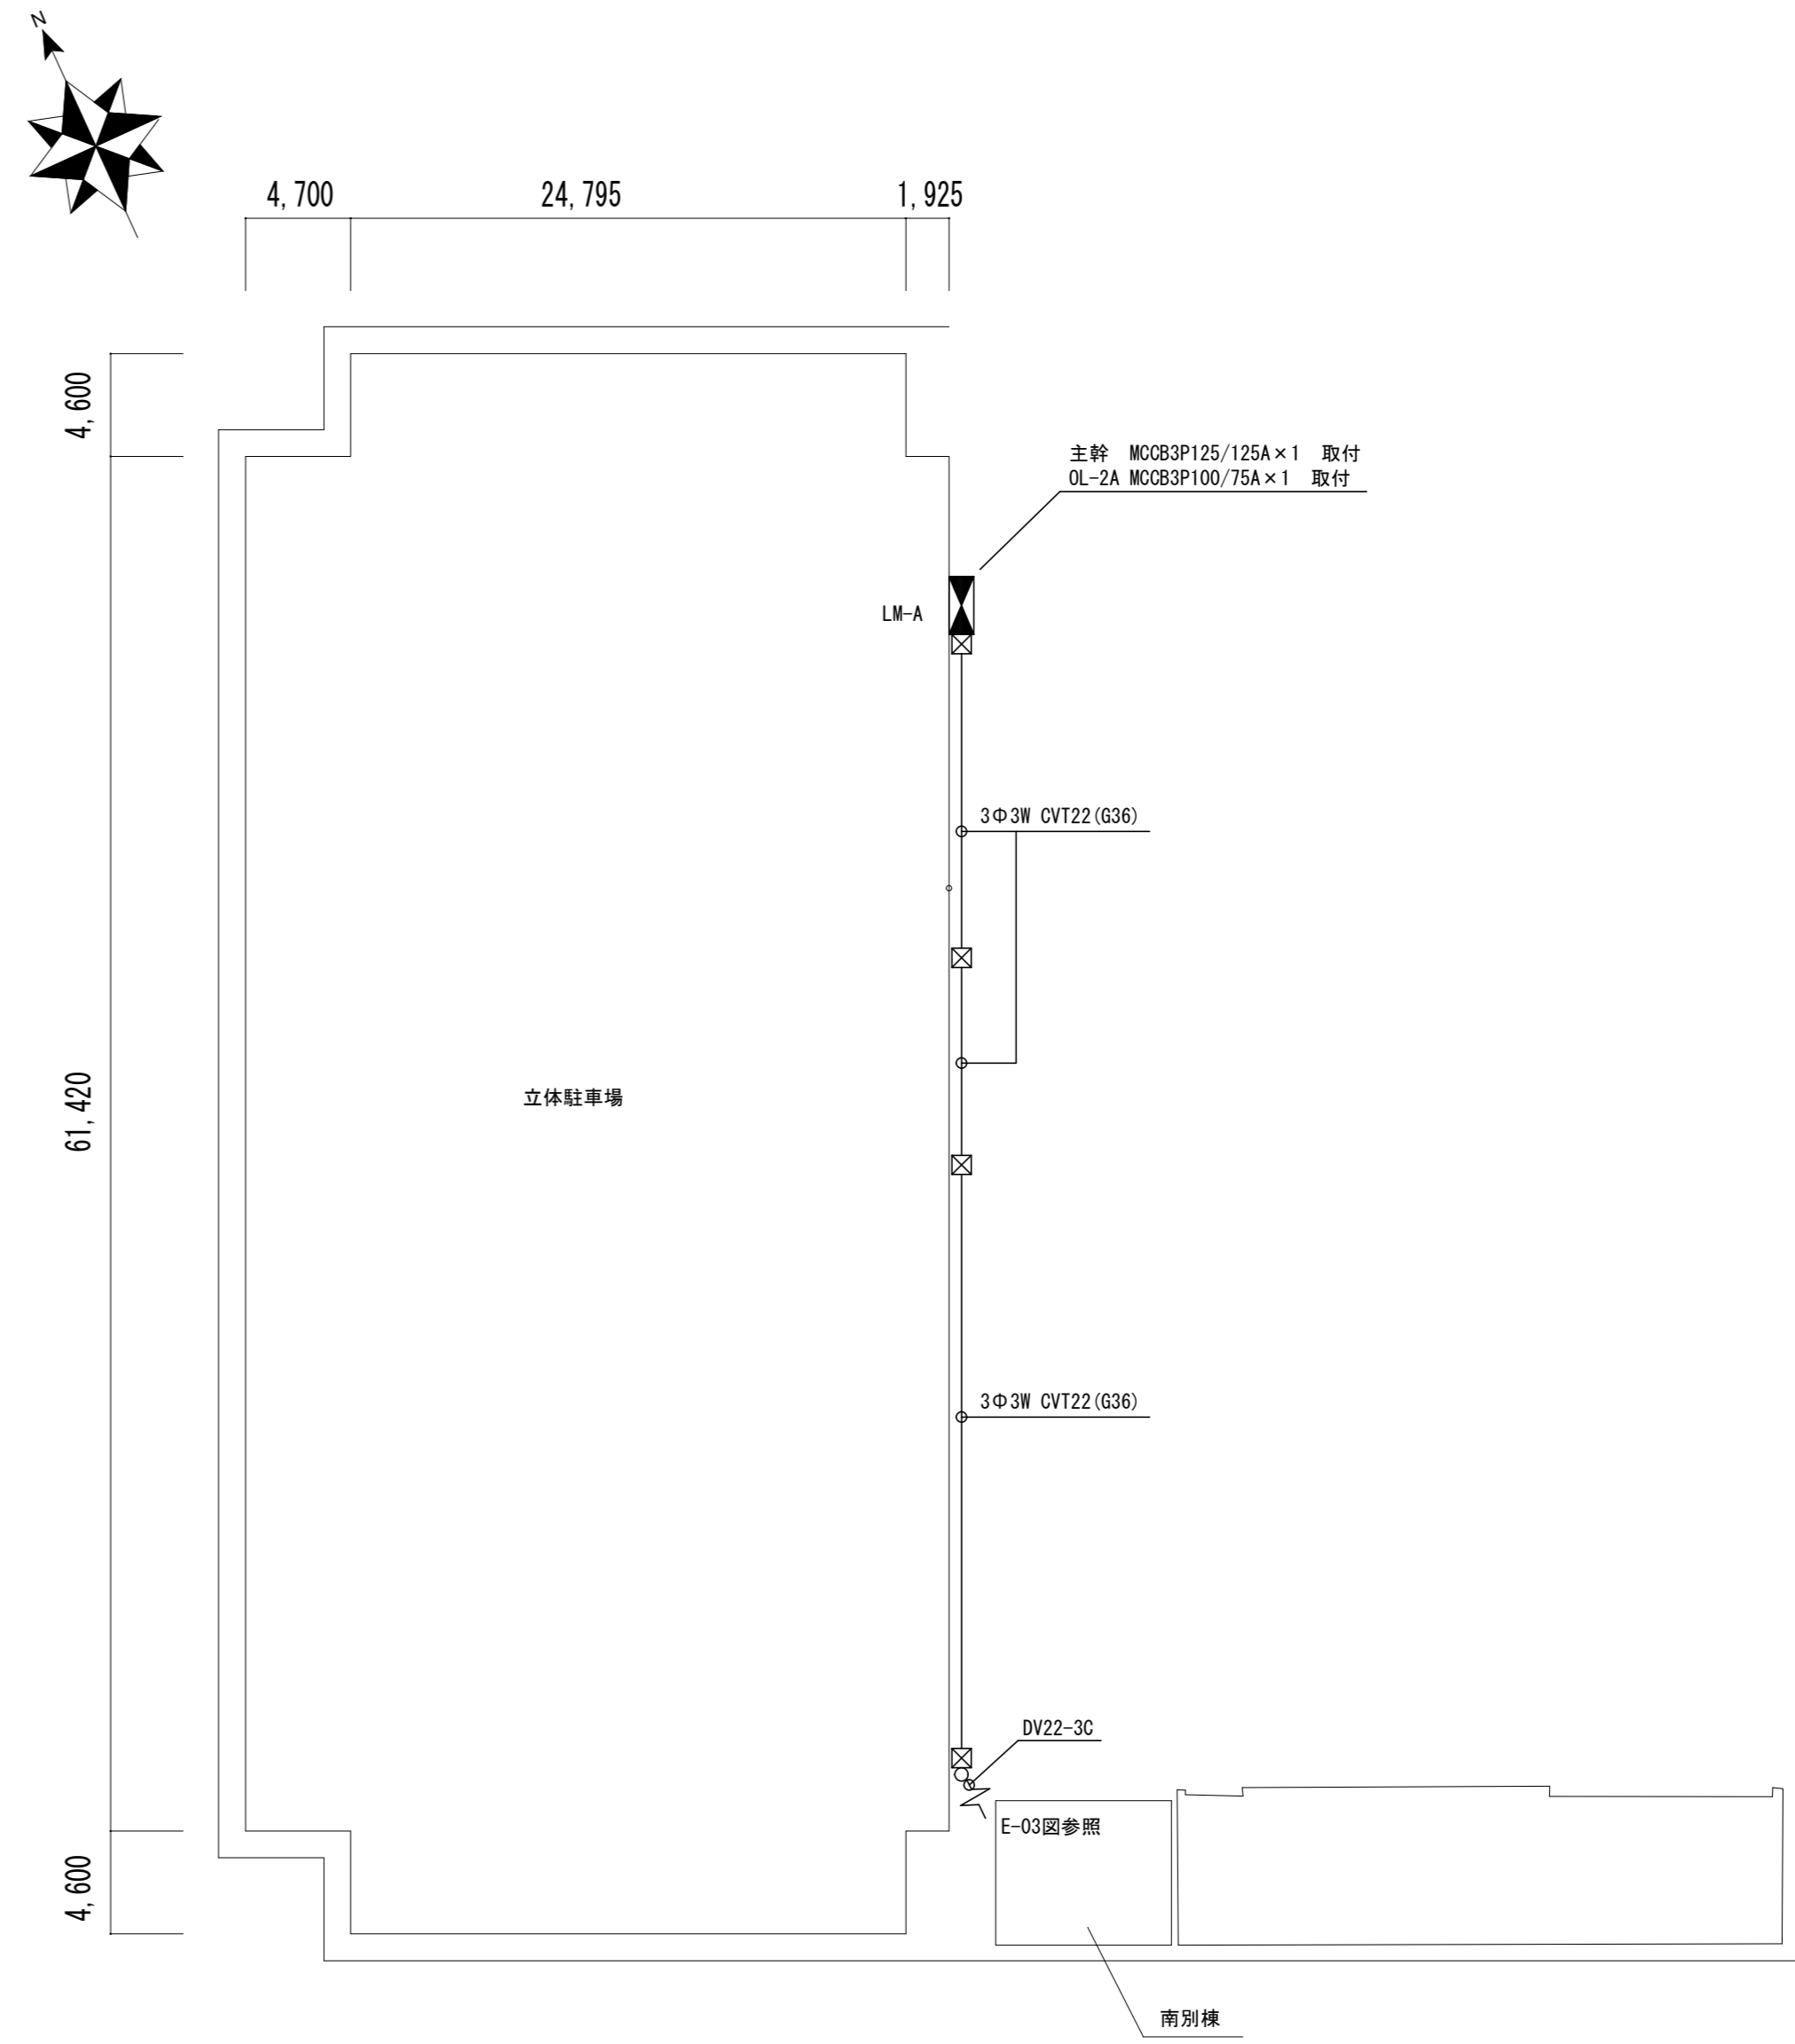 N
4,700
24,795
1,925
4,600
主幹　MCCB3P125/125A×1　取付
OL-2A MCCB3P100/75A×1　取付
LM-A
3Φ3W CVT22(G36)
61,420
立体駐車場
3Φ3W CVT22(G36)
DV22-3C
E-03図参照
4,600
南別棟